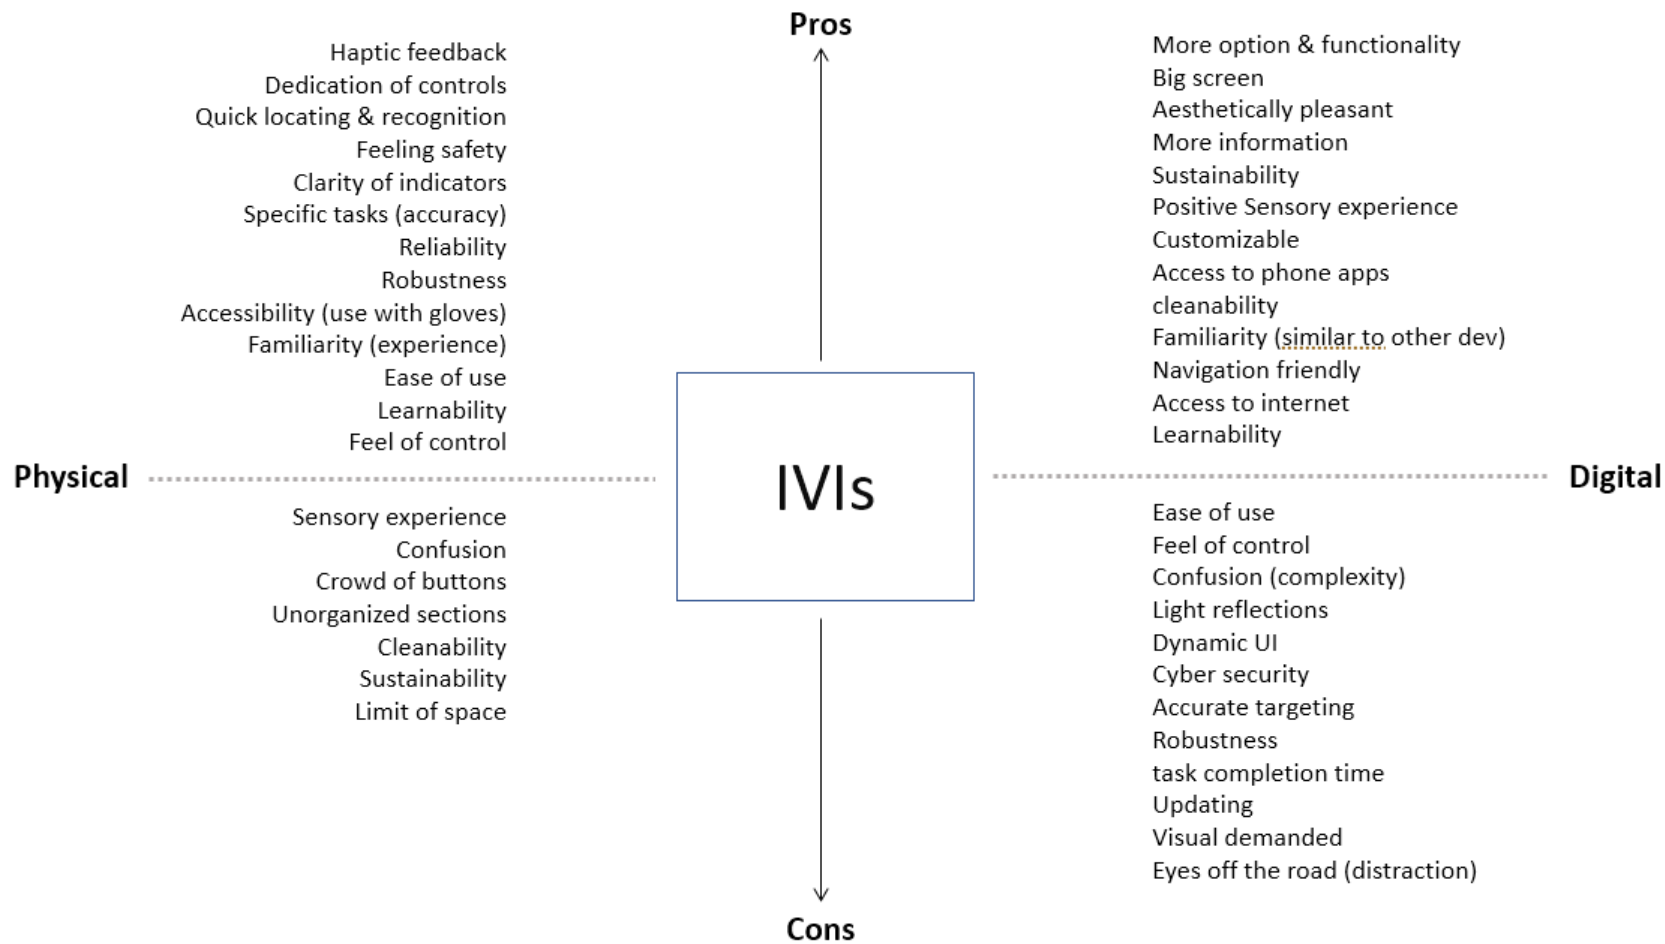 Pros
Haptic feedback
Dedication of controls
Quick locating & recognition
Feeling safety
Clarity of indicators
Specific tasks (accuracy)
Reliability
Robustness
Accessibility (use with gloves)
Familiarity (experience)
Ease of use
Learnability
Feel of control
More option & functionality
Big screen
Aesthetically pleasant
More information
Sustainability
Positive Sensory experience
Customizable
Access to phone apps
cleanability
Familiarity (similar to other dev)
Navigation friendly
Access to internet
Learnability
Physical
IVIs
Digital
Sensory experience
Confusion
Crowd of buttons
Unorganized sections
Cleanability
Sustainability
Limit of space
Ease of use
Feel of control
Confusion (complexity)
Light reflections
Dynamic UI
Cyber security
Accurate targeting
Robustness
task completion time
Updating
Visual demanded
Eyes off the road (distraction)
Cons